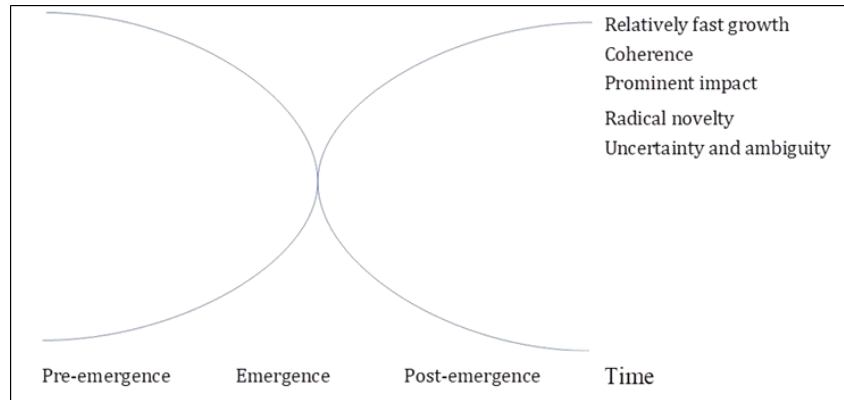 Relatively fast growth
Coherence
Prominent impact
Radical novelty
Uncertainty and ambiguity
Pre-emergence Emergence Post-emergence Time